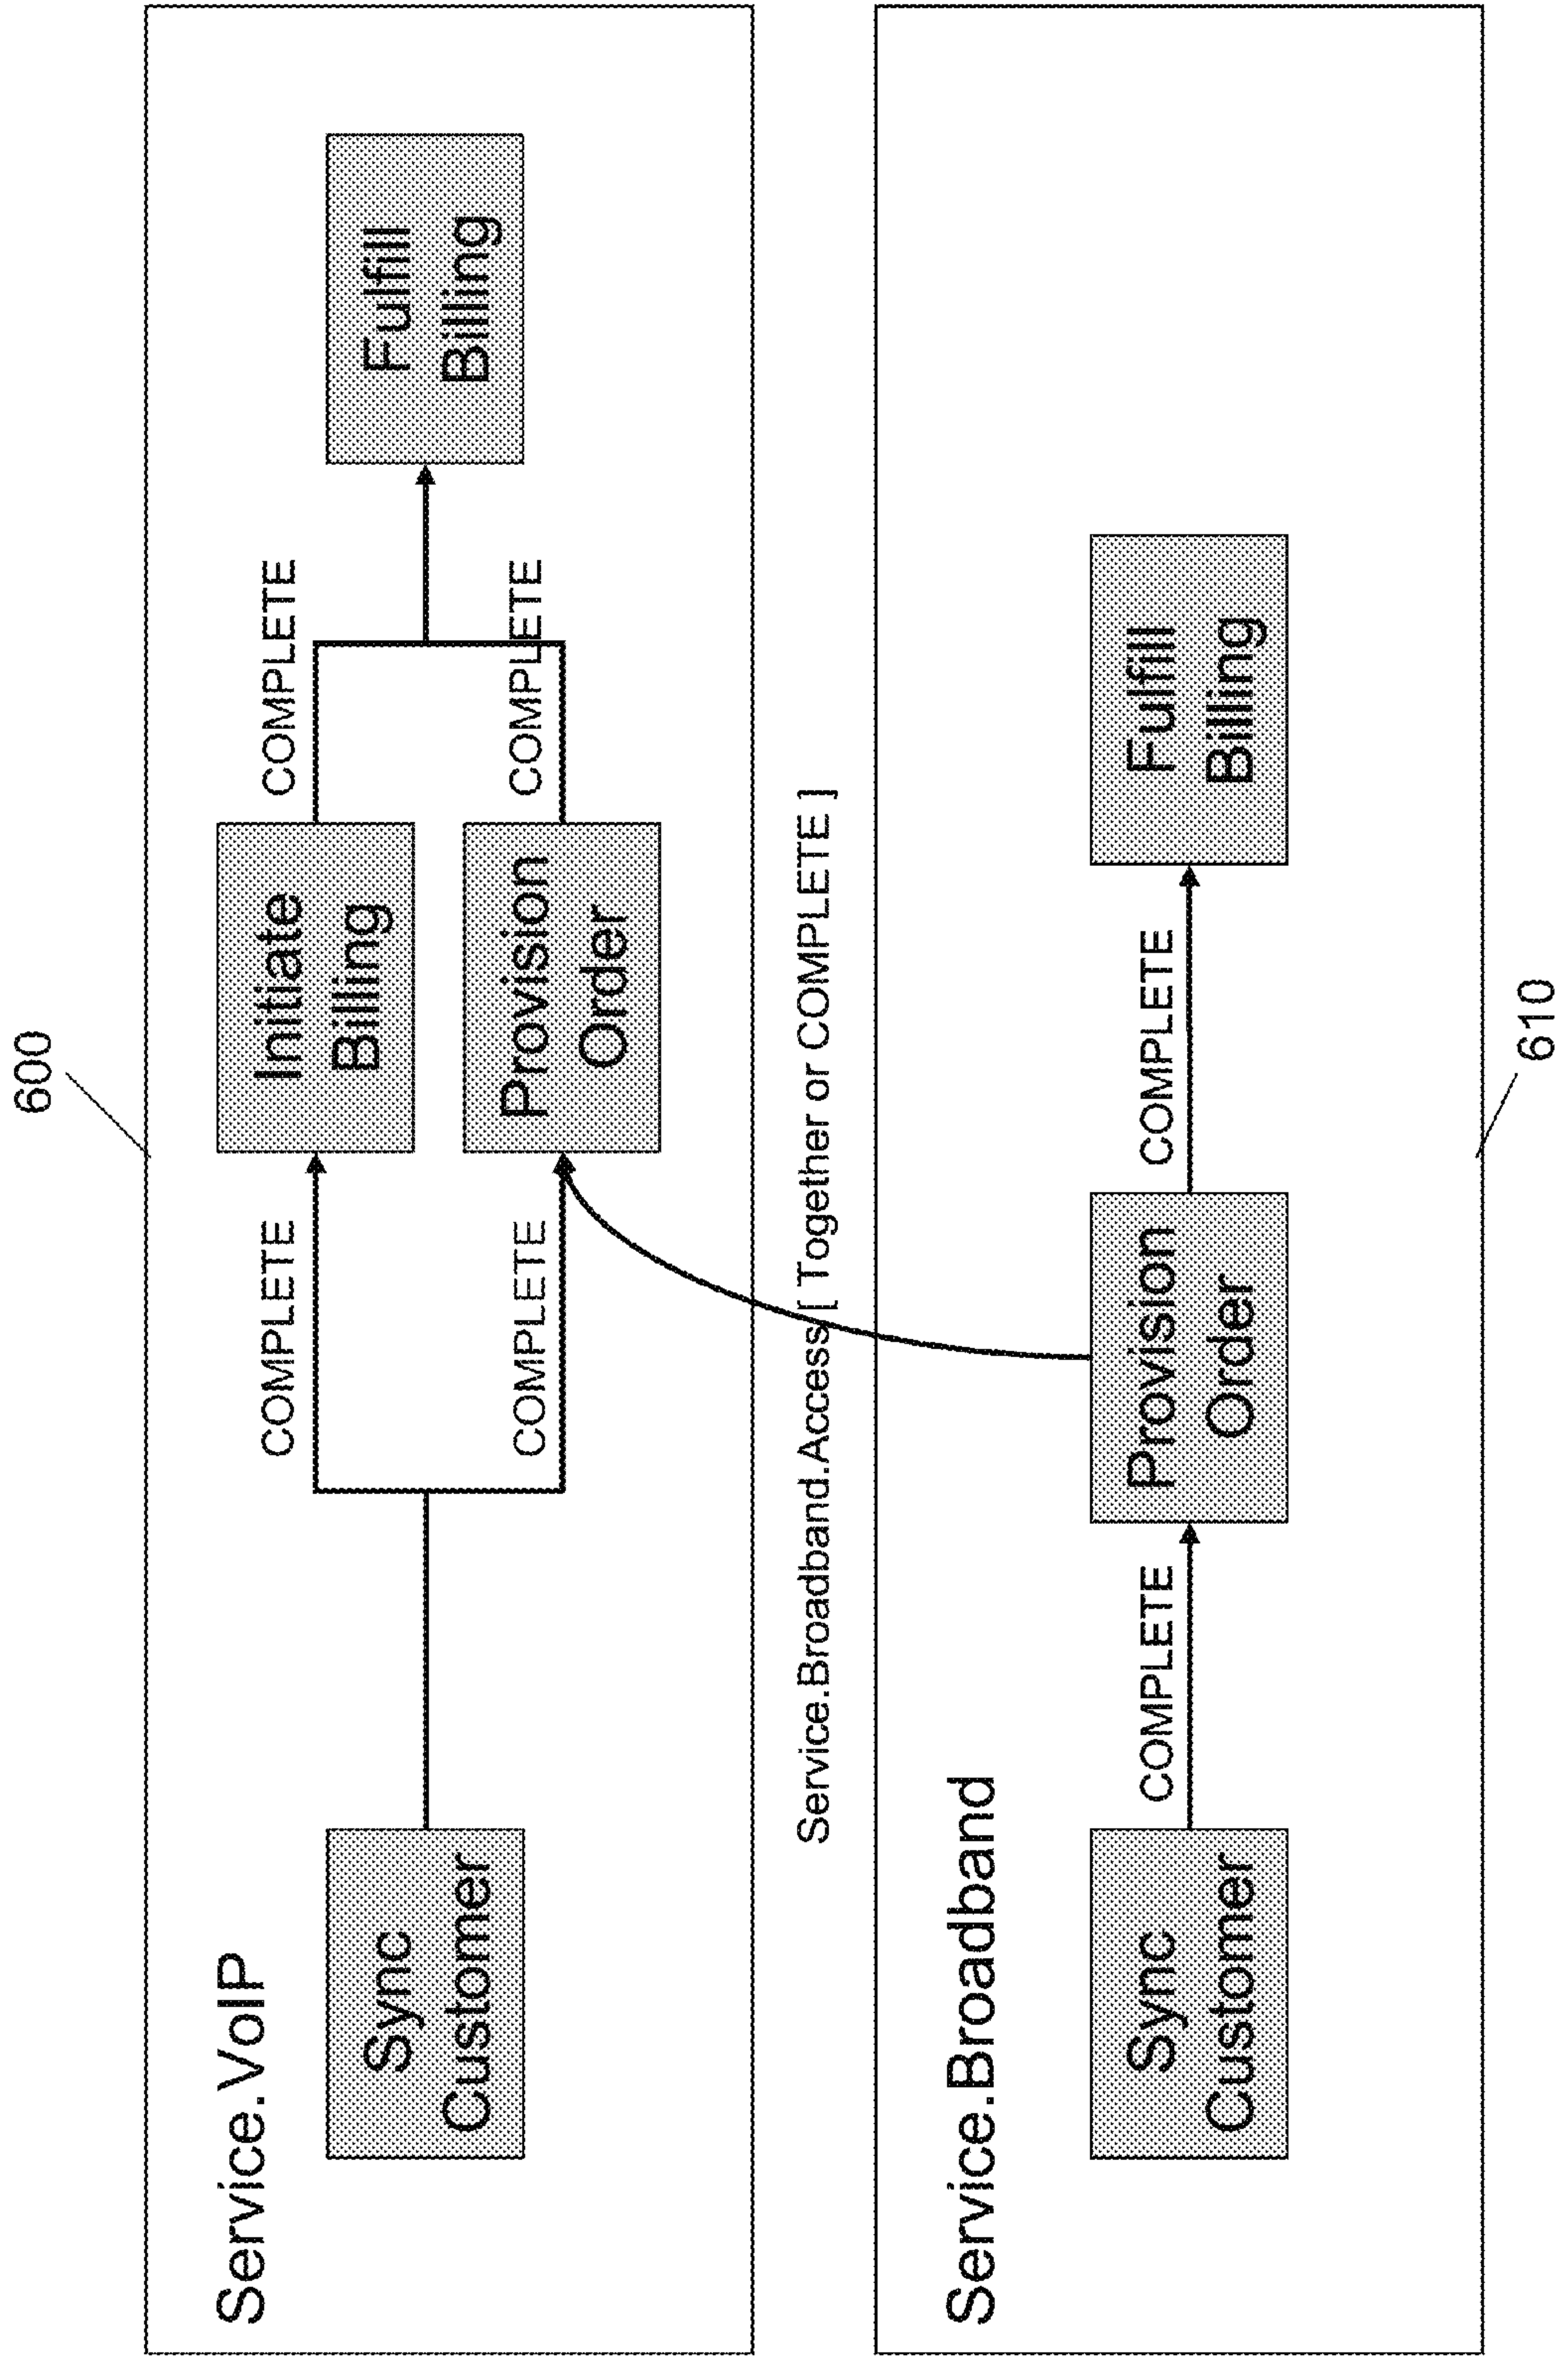 600
Service.VoIP
Sync
Customer
COMPLETE
COMPLETE
Initiate
Billing
Provision
Order
COMPLETE
COMPLETE
Fulfill
Billing
Service.Broadband.Access [ Together or COMPLETE ]
Service.Broadband
Sync
Customer
COMPLETE
Provision
Order
COMPLETE
Fulfill
Billing
610